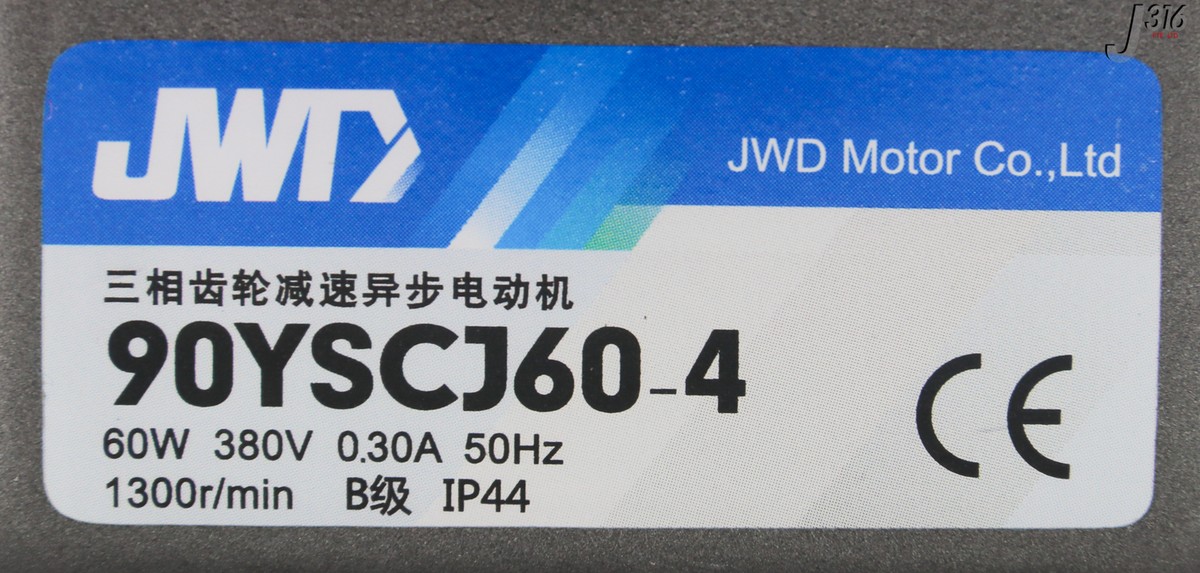 J316
JWD
JWD Motor Co.,Ltd
三相齿轮减速异步电动机
90YSCJ60-4
60W 380V 0.30A 50Hz
1300r/min B级 IP44
CE